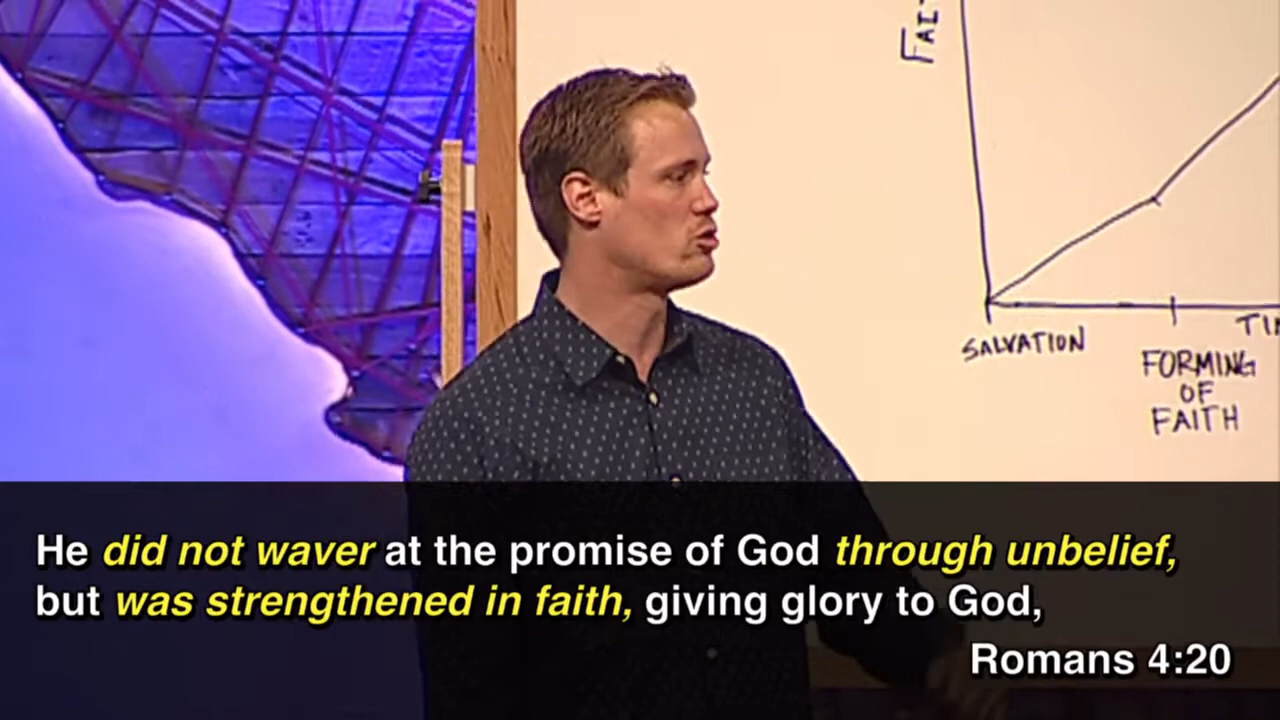 FAI
SALVATION
FORMING
OF
FAITH
TI
He did not waver at the promise of God through unbelief,
but was strengthened in faith, giving glory to God,
Romans 4:20